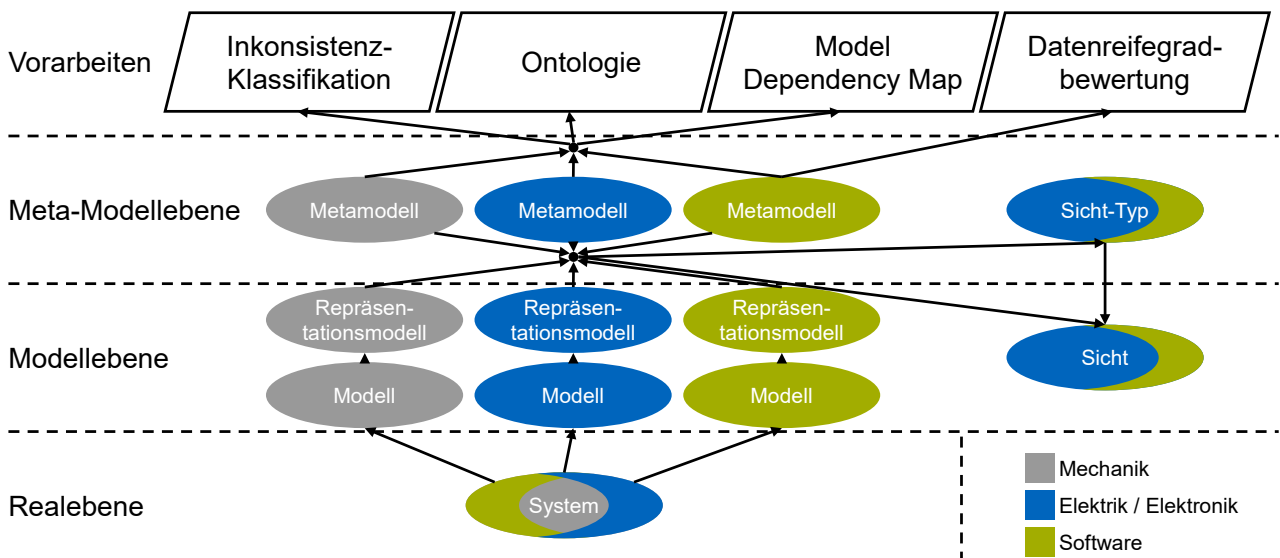 Vorarbeiten
Inkonsistenz-
Klassifikation
Ontologie
Model
Dependency Map
Datenreifegrad-
bewertung
Meta-Modellebene
Metamodell
Metamodell
Metamodell
Sicht-Typ
Modellebene
Repräsen-
tationsmodell
Repräsen-
tationsmodell
Repräsen-
tationsmodell
Sicht
Modell
Modell
Modell
Realebene
System
Mechanik
Elektrik / Elektronik
Software